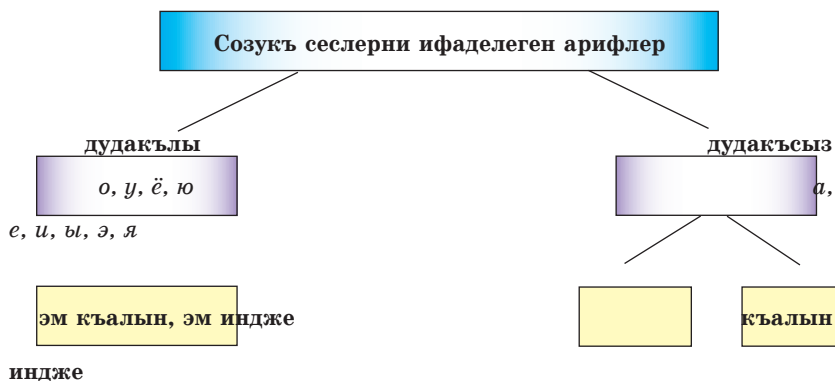 Созукъ сеслерни ифаделеген арифлер
дудакълы дудакъсыз
о, у, ё, ю а,
е, и, ы, э, я
эм къалын, эм индже къалын
индже